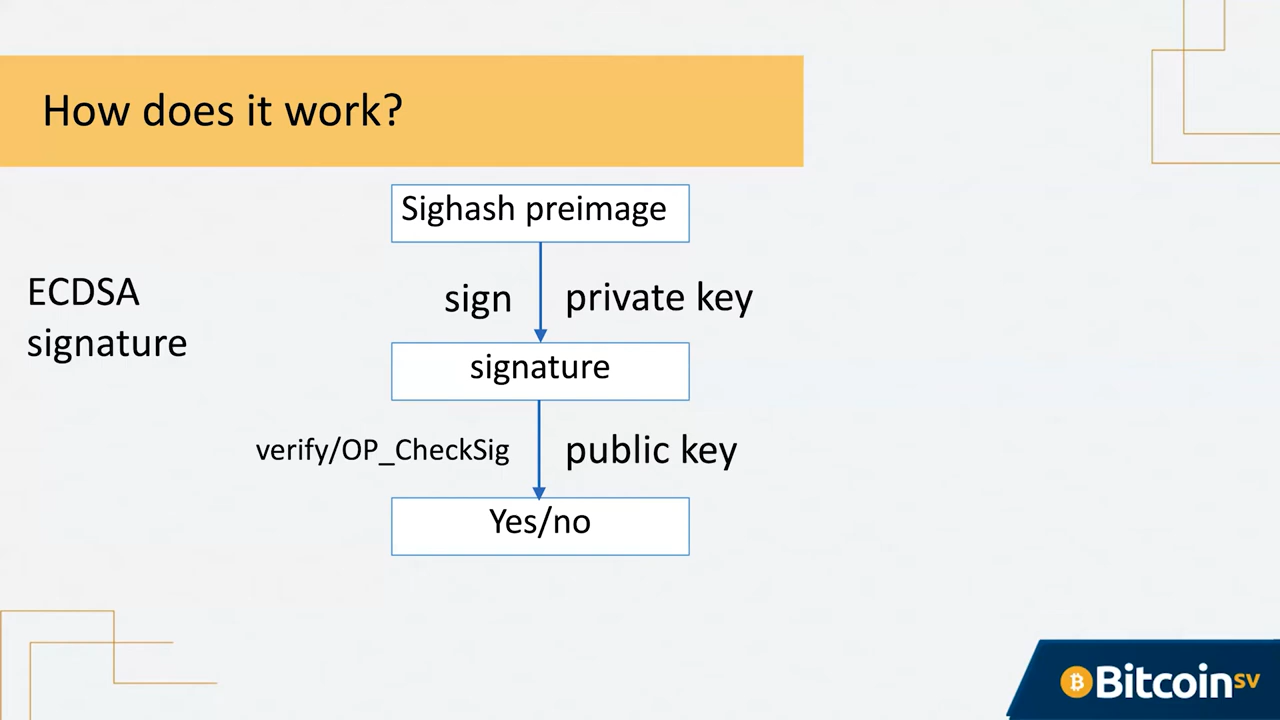 How does it work?
Sighash preimage
ECDSA
signature
sign
private key
signature
verify/OP_CheckSig
public key
Yes/no
BitcoinSV